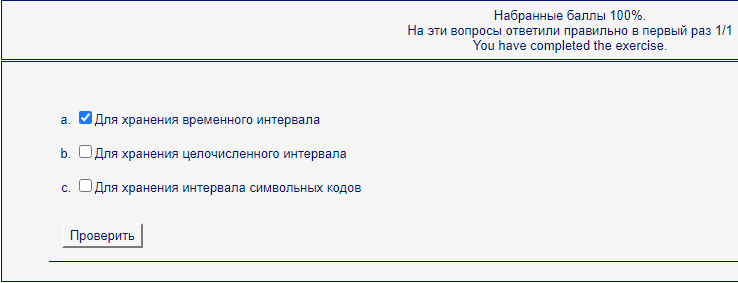 Набранные баллы 100%.
На эти вопросы ответили правильно в первый раз 1/1
You have completed the exercise.
a. Для хранения временного интервала
b. Для хранения целочисленного интервала
c. Для хранения интервала символьных кодов
Проверить